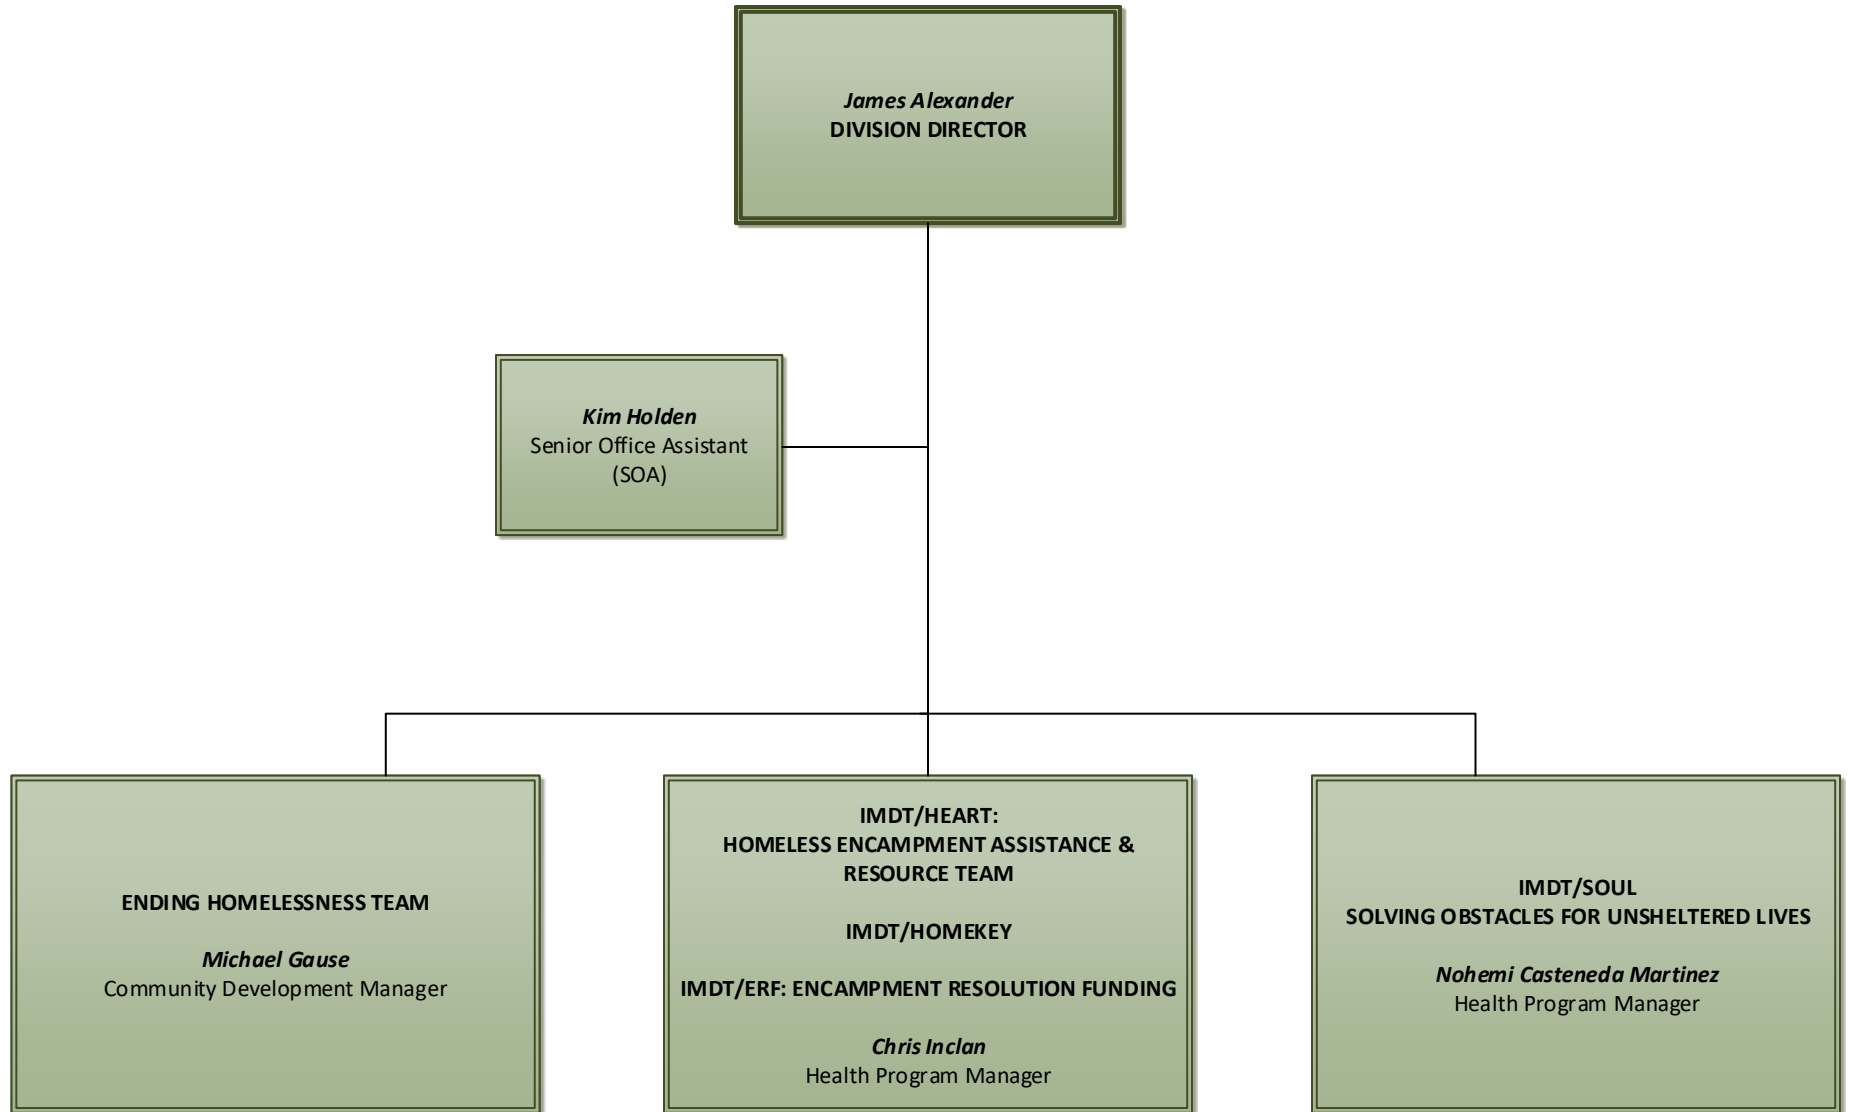 James Alexander
DIVISION DIRECTOR
Kim Holden
Senior Office Assistant
(SOA)
ENDING HOMELESSNESS TEAM
Michael Gause
Community Development Manager
IMDT/HEART:
HOMELESS ENCAMPMENT ASSISTANCE &
RESOURCE TEAM
IMDT/HOMEKEY
IMDT/ERF: ENCAMPMENT RESOLUTION FUNDING
Chris Inclan
Health Program Manager
IMDT/SOUL
SOLVING OBSTACLES FOR UNSHELTERED LIVES
Nohemi Casteneda Martinez
Health Program Manager